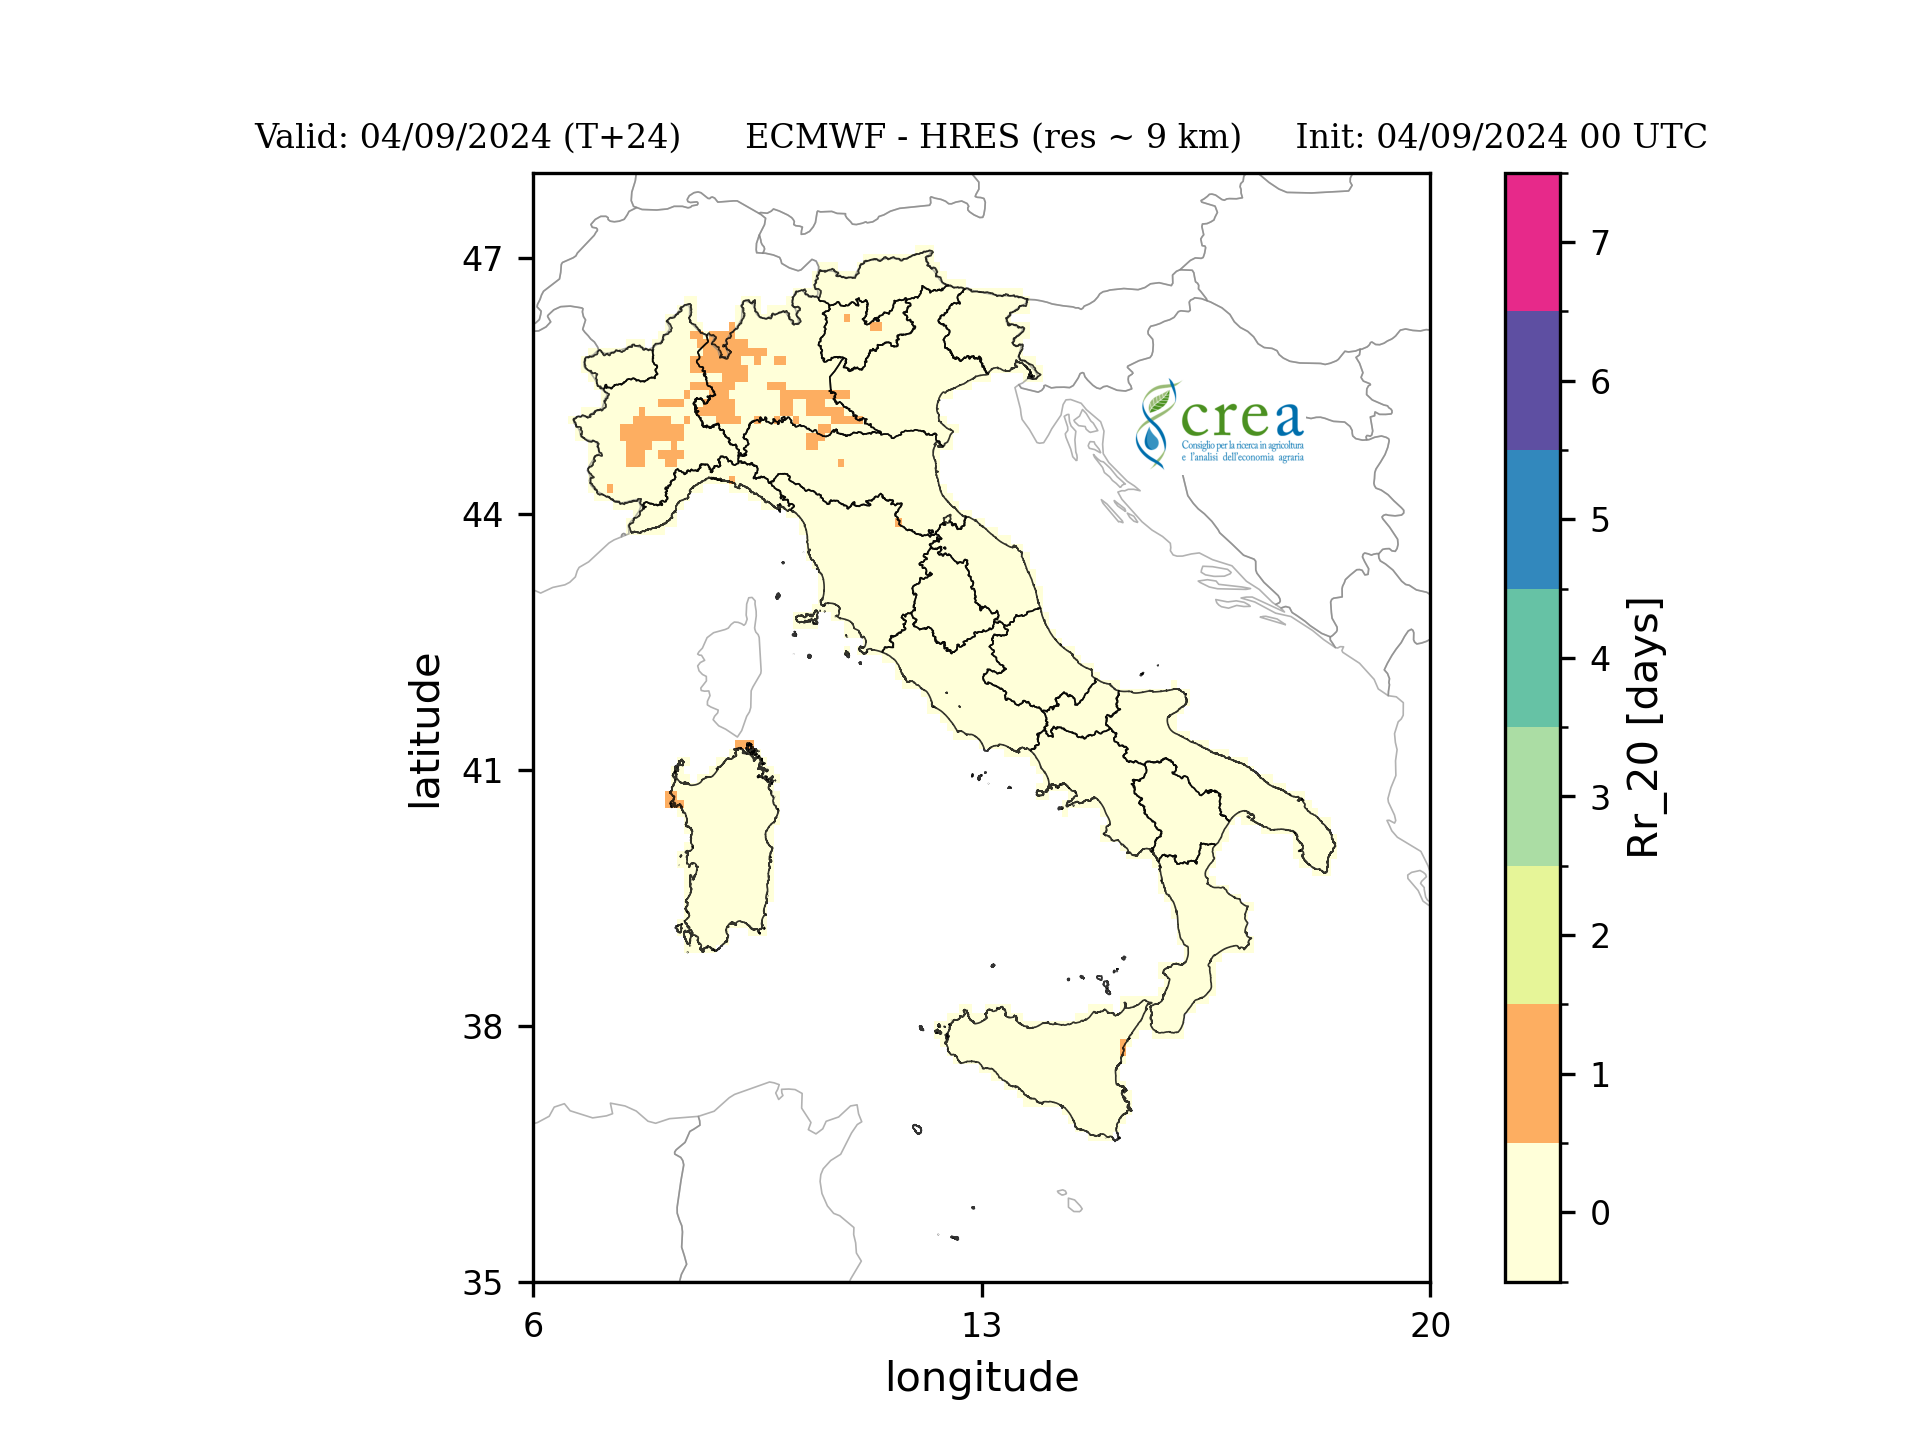 Valid: 04/09/2024 (T+24) ECMWF - HRES (res ~ 9 km) Init: 04/09/2024 00 UTC
47
44
41
38
35
6
13
20
latitude
longitude
crea
Consiglio per la ricerca in agricoltura
e l'analisi dell'economia agraria
7
6
5
4
3
2
1
0
Rr_20 [days]